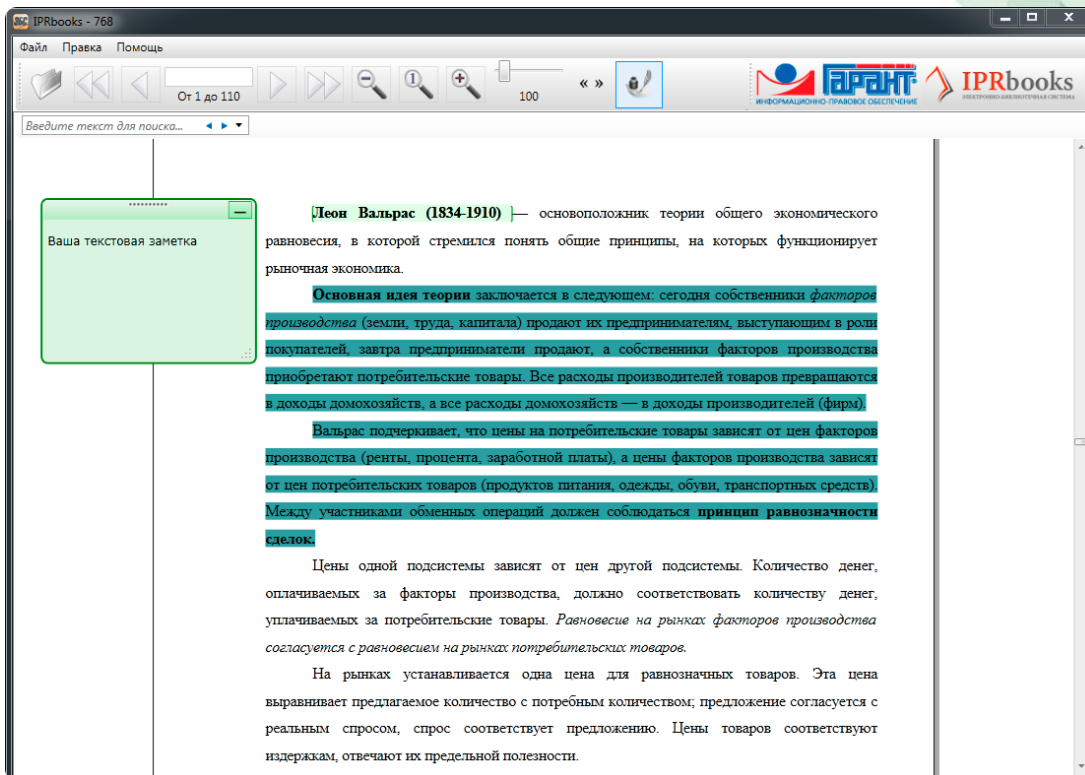 IPRbooks - 768
Файл Правка Помощь
От 1 до 110
1
100
« »
ИНФОРМАЦИОННО-ПРАВОВОЕ ОБЕСПЕЧЕНИЕ
ГАРАНТ
IPRbooks
ЭЛЕКТРОННО-БИБЛИОТЕЧНАЯ СИСТЕМА
Введите текст для поиска...
Ваша текстовая заметка
Леон Вальрас (1834-1910) — основоположник теории общего экономического
равновесия, в которой стремился понять общие принципы, на которых функционирует
рыночная экономика.
Основная идея теории заключается в следующем: сегодня собственники факторов
производства (земли, труда, капитала) продают их предпринимателям, выступающим в роли
покупателей, завтра предприниматели продают, а собственники факторов производства
приобретают потребительские товары. Все расходы производителей товаров превращаются
в доходы домохозяйств, а все расходы домохозяйств — в доходы производителей (фирм).
Вальрас подчеркивает, что цены на потребительские товары зависят от цен факторов
производства (ренты, процента, заработной платы), а цены факторов производства зависят
от цен потребительских товаров (продуктов питания, одежды, обуви, транспортных средств).
Между участниками обменных операций должен соблюдаться принцип равнозначности
сделок.
Цены одной подсистемы зависят от цен другой подсистемы. Количество денег,
оплачиваемых за факторы производства, должно соответствовать количеству денег,
уплачиваемых за потребительские товары. Равновесие на рынках факторов производства
согласуется с равновесием на рынках потребительских товаров.
На рынках устанавливается одна цена для равнозначных товаров. Эта цена
выравнивает предлагаемое количество с потребным количеством; предложение согласуется с
реальным спросом, спрос соответствует предложению. Цены товаров соответствуют
издержкам, отвечают их предельной полезности.